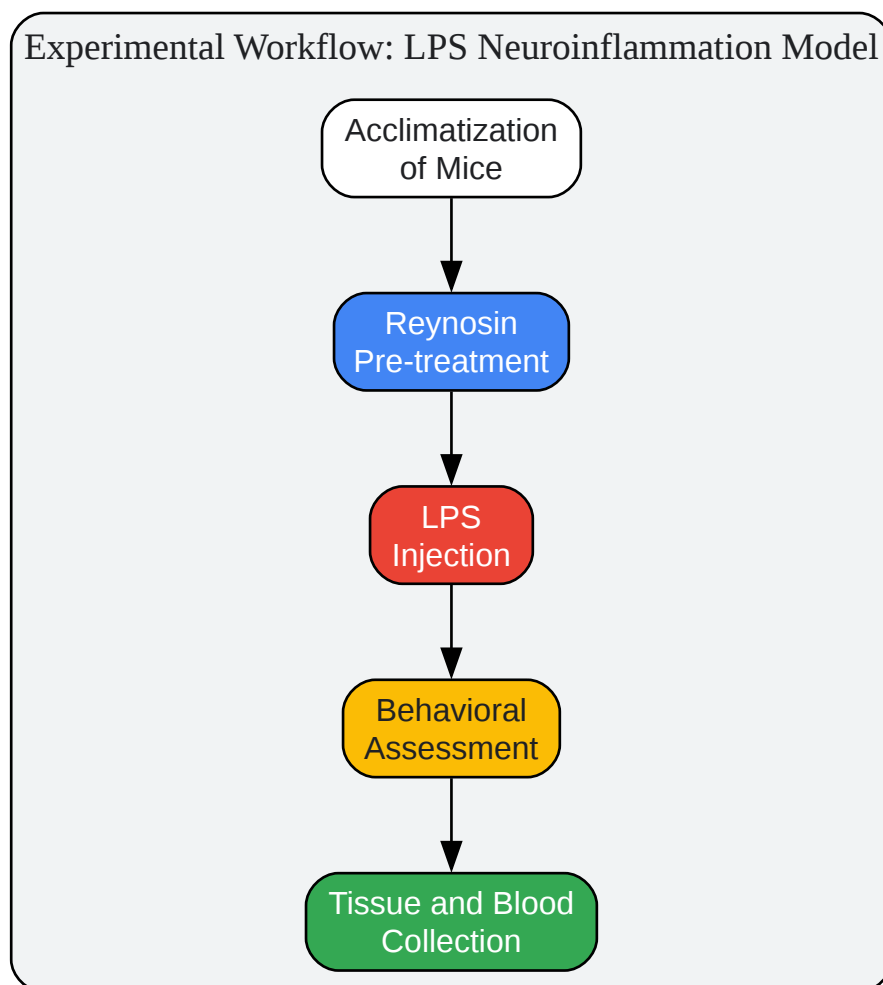 Experimental Workflow: LPS Neuroinflammation Model
Acclimatization
of Mice
Reynosin
Pre-treatment
LPS
Injection
Behavioral
Assessment
Tissue and Blood
Collection